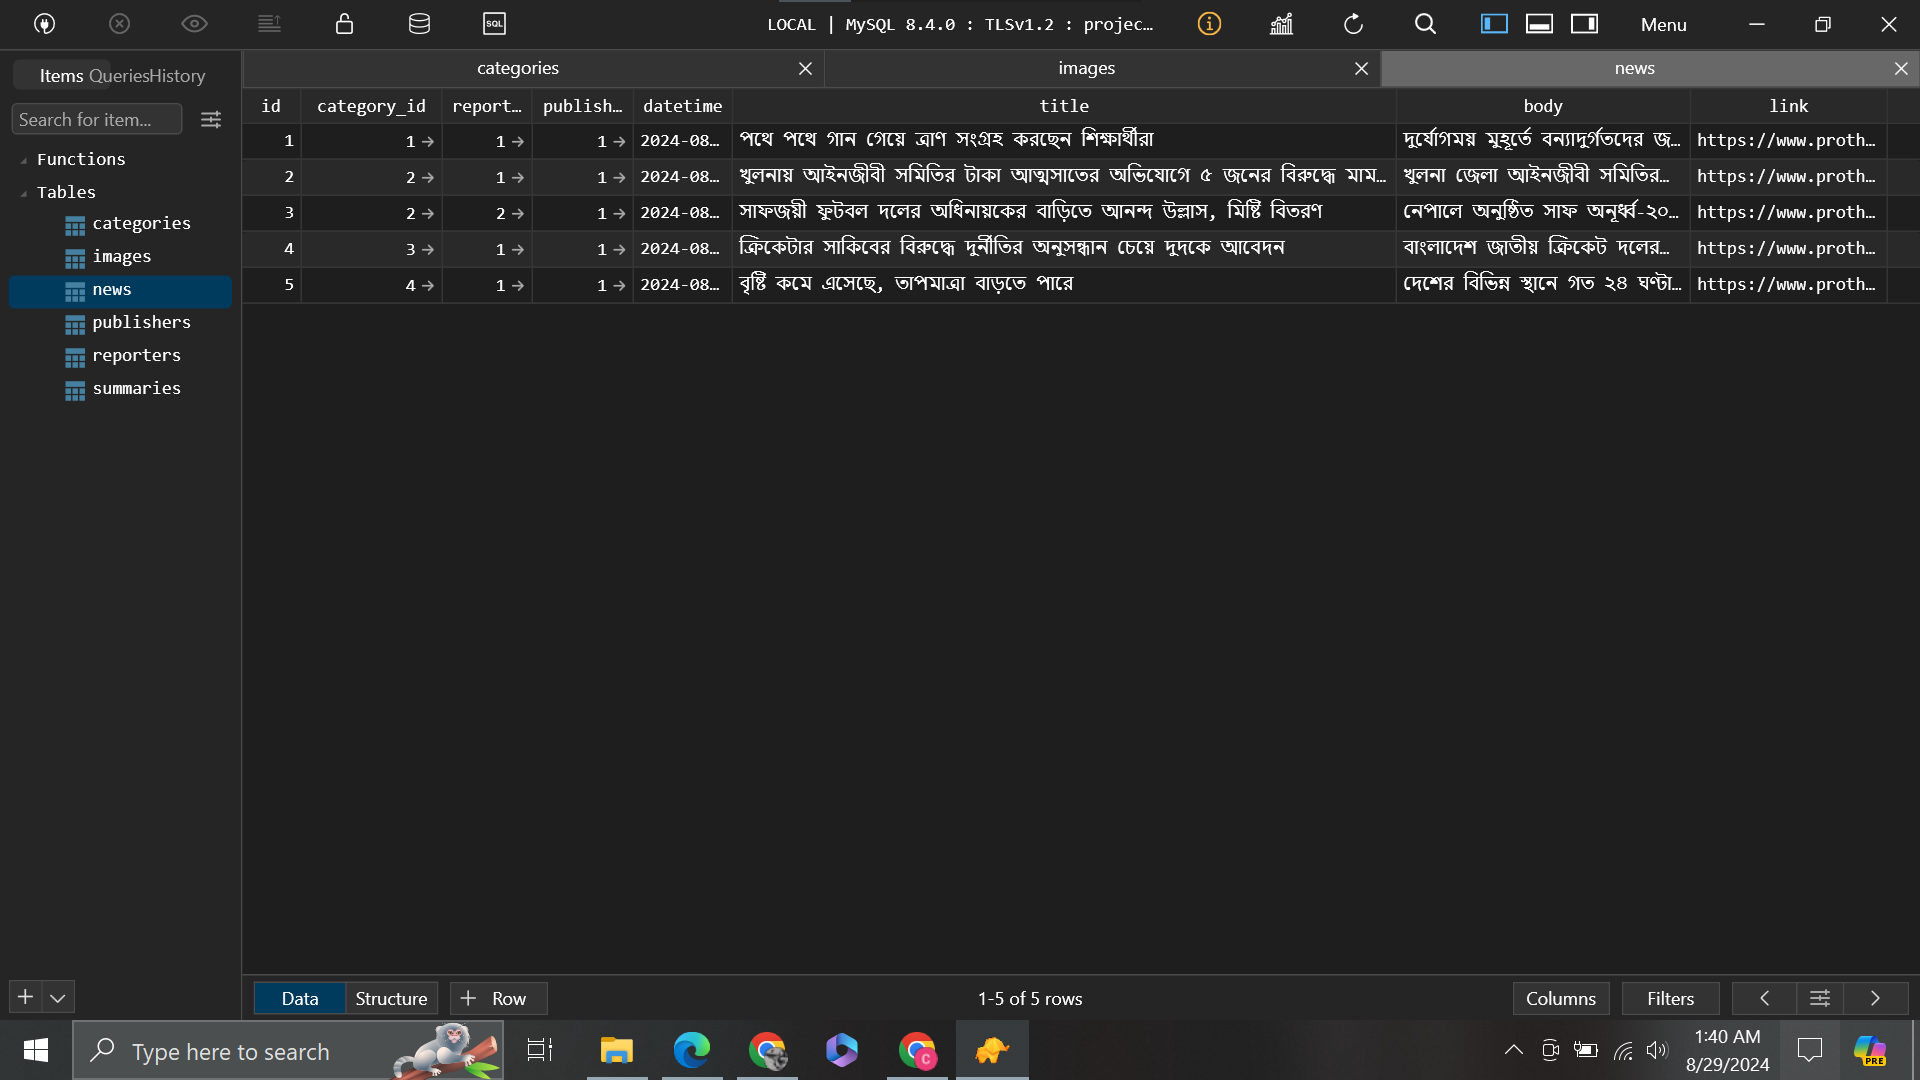 LOCAL | MySQL 8.4.0 : TLSv1.2 : projec...
Menu
SQL
Items Queries History
Search for item...
Functions
Tables
categories
images
news
publishers
reporters
summaries
categories images news
id category_id report... publish... datetime title body link
1 1 1 1 2024-08... পথে পথে গান গেয়ে ত্রাণ সংগ্রহ করছেন শিক্ষার্থীরা দুর্যোগময় মুহূর্তে বন্যাদুর্গতদের জ... https://www.proth...
2 2 1 1 2024-08... খুলনায় আইনজীবী সমিতির টাকা আত্মসাতের অভিযোগে ৫ জনের বিরুদ্ধে মাম... খুলনা জেলা আইনজীবী সমিতির... https://www.proth...
3 2 2 1 2024-08... সাফজয়ী ফুটবল দলের অধিনায়কের বাড়িতে আনন্দ উল্লাস, মিষ্টি বিতরণ নেপালে অনুষ্ঠিত সাফ অনূর্ধ্ব-২০... https://www.proth...
4 3 1 1 2024-08... ক্রিকেটার সাকিবের বিরুদ্ধে দুর্নীতির অনুসন্ধান চেয়ে দুদকে আবেদন বাংলাদেশ জাতীয় ক্রিকেট দলের... https://www.proth...
5 4 1 1 2024-08... বৃষ্টি কমে এসেছে, তাপমাত্রা বাড়তে পারে দেশের বিভিন্ন স্থানে গত ২৪ ঘণ্টা... https://www.proth...
Data Structure + Row 1-5 of 5 rows Columns Filters
Type here to search
C
1:40 AM
8/29/2024
PRE